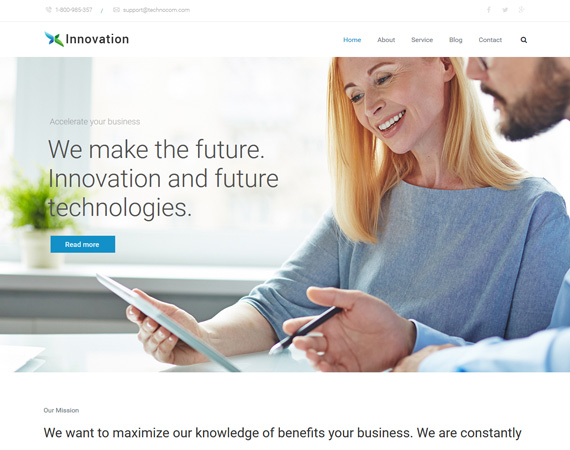 1-800-985-357 / support@technocom.com /
Innovation
Home About Service Blog Contact
Accelerate your business
We make the future.
Innovation and future
technologies.
Read more
Our Mission
We want to maximize our knowledge of benefits your business. We are constantly